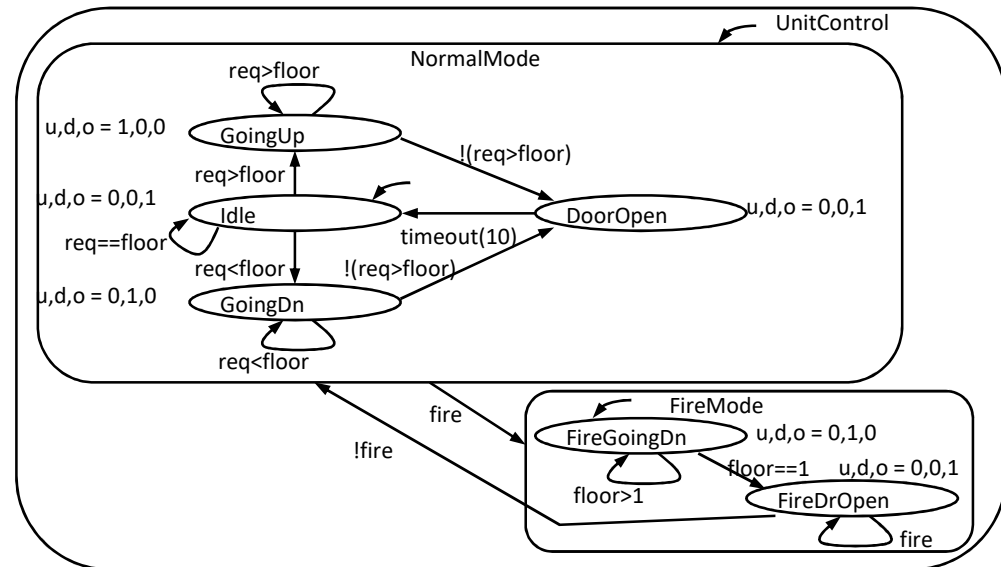 UnitControl
NormalMode
req>floor
u,d,o = 1,0,0
GoingUp
!(req>floor)
req>floor
u,d,o = 0,0,1
Idle
DoorOpen
u,d,o = 0,0,1
req==floor
timeout(10)
req<floor
!(req>floor)
u,d,o = 0,1,0
GoingDn
req<floor
fire
FireMode
!fire
FireGoingDn
u,d,o = 0,1,0
floor==1
u,d,o = 0,0,1
floor>1
FireDrOpen
fire